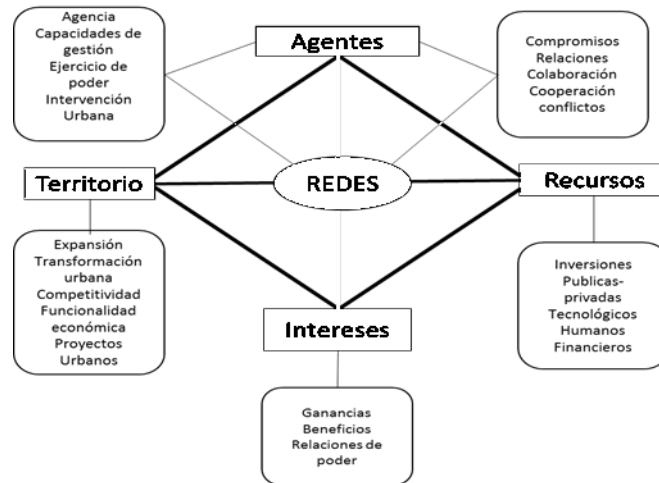 Agencia
Capacidades de
gestión
Ejercicio de
poder
Intervención
Urbana
Agentes
Compromisos
Relaciones
Colaboración
Cooperación
conflictos
Territorio
REDES
Recursos
Expansión
Transformación
urbana
Competitividad
Funcionalidad
económica
Proyectos
Urbanos
Intereses
Inversiones
Publicas-
privadas
Tecnológicos
Humanos
Financieros
Ganancias
Beneficios
Relaciones de
poder